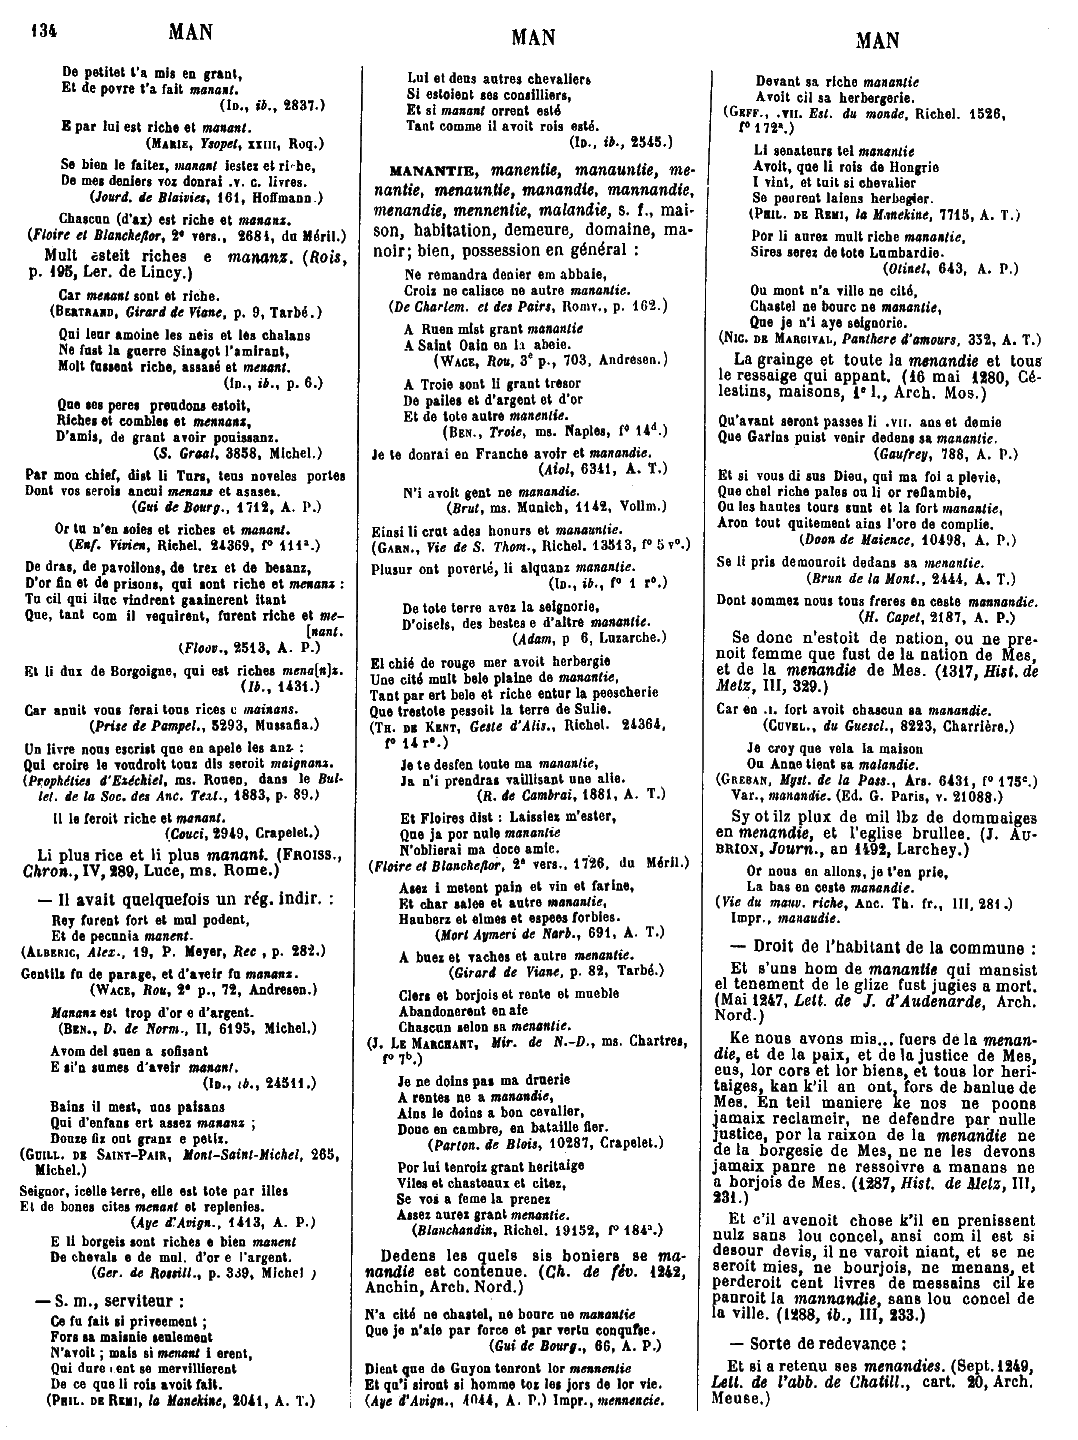 134
MAN
MAN
MAN
De petitet t'a mis en grant,
Et de povre t'a fait manant.
(ID., ib., 2837.)
E par lui est riche et manant.
(MARIE, Ysopet, XXIII, Roq.)
Se bien le faitez, manant iestez et riche,
De mes deniers voz donrai .v. c. livres.
(Jourd. de Blaivies, 161, Hoffmann.)
Chascun (d'ax) est riche et mananz.
(Floire et Blancheflor, 2e vers., 2681, du Méril.)
Mult esteit riches e mananz. (Rois,
p. 195, Ler. de Lincy.)
Car menant sont et riche.
(BERTRAND, Girard de Viane, p. 9, Tarbé.)
Qui leur amoine les neis et les chalans
Ne fust la guerre Sinagot l'amirant,
Molt fussent riche, assasé et menant.
(ID., ib., p. 6.)
Que ses peres preudons estoit,
Riches et combles et mennanz,
D'amis, de grant avoir pouissanz.
(S. Graal, 3858, Michel.)
Par mon chief, dist li Turs, tens noveles portes
Dont vos serois ancui menans et asases.
(Gui de Bourg., 1712, A. P.)
Or tu n'en soies et riches et manant.
(Enf. Vivien, Richel. 24369, fo 111a.)
De dras, de paveilons, de trez et de besanz,
D'or fin et de prisons, qui sont riche et menanz :
Tu cil qui iluc vindrent gaainerent itant
Que, tant com il vequirent, furent riche et me-
[nant.
(Floov., 2513, A. P.)
Et li dux de Borgoigne, qui est riches mena[n]z.
(Ib., 1431.)
Car anuit vous ferai tous rices e mainans.
(Prise de Pampel., 5293, Mussafia.)
Un livre nous escrist que en apele les anz :
Qui croire le voudroit touz dis seroit maignanz.
(Prophéties d'Ezéchiel, ms. Rouen, dans le Bul-
let. de la Soc. des Anc. Text., 1883, p. 89.)
Il le feroit riche et manant.
(Couci, 2949, Crapelet.)
Li plus rice et li plus manant. (FROISS.,
Chron., IV, 289, Luce, ms. Rome.)
— Il avait quelquefois un rég. indir. :
Rey furent fort et mul podent,
Et de pecunia manent.
(ALBERIC, Alex., 19, P. Meyer, Rec , p. 282.)
Gentils fu de parage, et d'aveir fu mananz.
(WACE, Rou, 2e p., 72, Andresen.)
Mananz est trop d'or e d'argent.
(BEN., D. de Norm., II, 6195, Michel.)
Avom del suen a sofisant
E si'n sumes d'aveir manant.
(ID., ib., 24511.)
Bains il mest, uns paisans
Qui d'enfans ert assez mananz ;
Douze fiz out granz e petiz.
(GUILL. DE SAINT-PAIR, Mont-Saint-Michel, 265,
Michel.)
Seignor, icelle terre, elle est tote par illes
Et de bones cites menant et replenies.
(Aye d'Avign., 1413, A. P.)
E li borgeis sont riches e bien manent
De chevals e de mul, d'or e l'argent.
(Ger. de Rossill., p. 339, Michel )
— S. m., serviteur :
Ce fu fait si priveement ;
Fors sa maisnie seulement
N'avoit ; mais si menant i erent,
Qui durement se mervillierent
De ce que li rois avoit fait.
(PHIL. DE REMI, la Manekine, 2041, A. T.)
Lui et deus autres chevaliers
Si estoient ses consilliers,
Et si manant orrent esté
Tant comme il avoit rois esté.
(ID., ib., 2545.)
MANANTIE, manentie, manauntie, me-
nantie, menauntie, manandie, mannandie,
menandie, mennentie, malandie, s. f., mai-
son, habitation, demeure, domaine, ma-
noir; bien, possession en général :
Ne remandra denier em abbaie,
Croiz ne calisce ne autre manantie.
(De Charlem. et des Pairs, Romv., p. 162.)
A Ruen mist grant manantie
A Saint Oain en la abeie.
(WACE, Rou, 3e p., 703, Andresen.)
A Troie sont li grant tresor
De pailes et d'argent et d'or
Et de tote autre manentie.
(BEN., Troie, ms. Naples, fo 14d.)
Je te donrai en Franche avoir et manandie.
(Aiol, 6341, A. T.)
N'i avoit gent ne manandie.
(Brut, ms. Munich, 1142, Vollm.)
Einsi li crut ades honurs et manauntie.
(GARN., Vie de S. Thom., Richel. 13513, fo 5 vo.)
Plusur ont poverté, li alquanz manantie.
(ID., ib., fo 1 ro.)
De tote terre avez la seignorie,
D'oisels, des bestes e d'altre manantie.
(Adam, p 6, Luzarche.)
El chié de rouge mer avoit herbergie
Une cité mult bele plaine de manantie,
Tant par ert bele et riche entur la peescherie
Que trestote pessoit la terre de Sulie.
(TH. DE KENT, Geste d'Alis., Richel. 24364,
fo 14 ro.)
Je te desfen toute ma manantie,
Ja n'i prendras vaillisant une alie.
(R. de Cambrai, 1881, A. T.)
Et Floires dist : Laissiez m'ester,
Que ja por nule manantie
N'oblierai ma doce amie.
(Floire et Blancheflor, 2e vers., 1726, du Méril.)
Asez i metent pain et vin et farine,
Et char salee et autre manantie,
Hauberz et elmes et espees forbies.
(Mort Aymeri de Narb., 691, A. T.)
A buez et vaches et autre menantie.
(Girard de Viane, p. 82, Tarbé.)
Clers et borjois et rente et mueble
Abandonerent en aie
Chascun selon sa menantie.
(J. LE MARCHANT, Mir. de N.-D., ms. Chartres,
fo 7b.)
Je ne doins pas ma druerie
A rentes ne a manandie,
Ains le doins a bon cevalier,
Douc en cambre, en bataille fier.
(Parton. de Blois, 10287, Crapelet.)
Por lui tenroiz grant heritaige
Viles et chasteaux et citez,
Se vos a feme la prenez
Assez aurez grant menantie.
(Blanchandin, Richel. 19152, fo 184a.)
Dedens les quels sis boniers se ma-
nandie est contenue. (Ch. de fév. 1242,
Anchin, Arch. Nord.)
N'a cité ne chastel, ne bourc ne manantie
Que je n'aie par force et par vertu conquise.
(Gui de Bourg., 66, A. P.)
Dient que de Guyon tenront lor mennentie
Et qu'i siront si homme toz les jors de lor vie.
(Aye d'Avign., 1044, A. P.) Impr., mennencie.
Devant sa riche manantie
Avoit cil sa herbergerie.
(GEFF., .VII. Est. du monde, Richel. 1526,
fo 172a.)
Li senateurs tel manantie
Avoit, que li rois de Hongrie
I vint, et tuit si chevalier
Se peurent laiens herbegier.
(PHIL. DE REMI, la Manekine, 7715, A. T.)
Por li aurez mult riche manantie,
Sires serez de tote Lumbardie.
(Otinel, 643, A. P.)
Ou mont n'a ville ne cité,
Chastel ne bourc ne manantie,
Que je n'i aye seignorie.
(NIC. DE MARGIVAL, Panthere d'amours, 332, A. T.)
La grainge et toute la menandie et tous
le ressaige qui appant. (16 mai 1280, Cé-
lestins, maisons, 1e l., Arch. Mos.)
Qu'avant seront passes li .VII. ans et demie
Que Garins puist venir dedens sa manantie.
(Gaufrey, 788, A. P.)
Et si vous di sus Dieu, qui ma foi a plevie,
Que chel riche pales ou li or reflambie,
Ou les hautes tours sunt et la fort manantie,
Aron tout quitement ains l'ore de complie.
(Doon de Maience, 10498, A. P.)
Se li pris demouroit dedans sa menantie.
(Brun de la Mont., 2444, A. T.)
Dont sommez nous tous freres en ceste mannandie.
(H. Capet, 2187, A. P.)
Se donc n'estoit de nation, ou ne pre-
noit femme que fust de la nation de Mes,
et de la menandie de Mes. (1317, Hist. de
Metz, III, 329.)
Car en .I. fort avoit chascun sa manandie.
(CUVEL., du Guescl., 8223, Charrière.)
Je croy que vela la maison
Ou Anne tient sa malandie.
(GREBAN, Myst. de la Pass., Ars. 6431, fo 175c.)
Var., manandie. (Ed. G. Paris, v. 21088.)
Sy ot ilz plux de mil lbz de dommaiges
en menandie, et l'eglise brullee. (J. AU-
BRION, Journ., an 1492, Larchey.)
Or nous en allons, je t'en prie,
La bas en ceste manandie.
(Vie du mauv. riche, Anc. Th. fr., III, 281.)
Impr., manaudie.
— Droit de l'habitant de la commune :
Et s'uns hom de manantie qui mansist
el tenement de le glize fust jugies a mort.
(Mai 1247, Lett. de J. d'Audenarde, Arch.
Nord.)
Ke nous avons mis... fuers de la menan-
die, et de la paix, et de la justice de Mes,
eus, lor cors et lor biens, et tous lor heri-
taiges, kan k'il an ont, fors de banlue de
Mes. En teil maniere ke nos ne poons
jamaix reclameir, ne defendre par nulle
justice, por la raixon de la menandie ne
de la borgesie de Mes, ne ne les devons
jamaix panre ne ressoivre a manans ne
a borjois de Mes. (1287, Hist. de Metz, III,
231.)
Et c'il avenoit chose k'il en prenissent
nulz sans lou concel, ansi com il est si
desour devis, il ne varoit niant, et se ne
seroit mies, ne bourjois, ne menans, et
perderoit cent livres de messains cil ke
panroit la mannandie, sans lou concel de
la ville. (1288, ib., III, 233.)
— Sorte de redevance :
Et si a retenu ses menandies. (Sept. 1249,
Lett. de l'abb. de Chatill., cart. 20, Arch.
Meuse.)